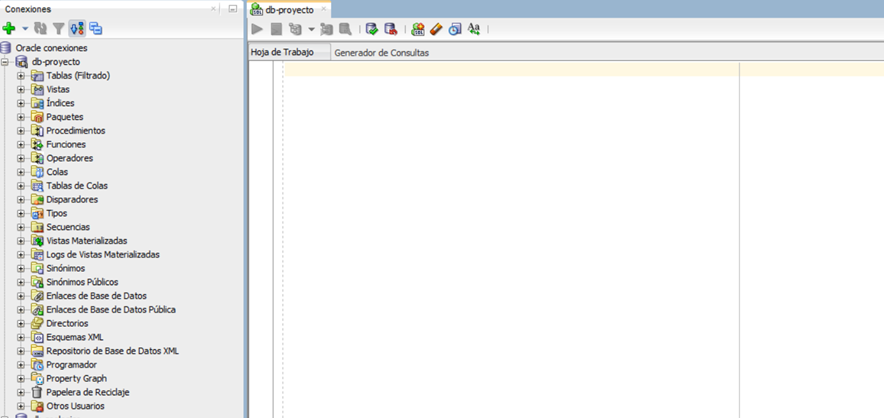 Conexiones
Oracle conexiones
db-proyecto
Tablas (Filtrado)
Vistas
Índices
Paquetes
Procedimientos
Funciones
Operadores
Colas
Tablas de Colas
Disparadores
Tipos
Secuencias
Vistas Materializadas
Logs de Vistas Materializadas
Sinónimos
Sinónimos Públicos
Enlaces de Base de Datos
Enlaces de Base de Datos Pública
Directorios
Esquemas XML
Repositorio de Base de Datos XML
Programador
Property Graph
Papelera de Reciclaje
Otros Usuarios
db-proyecto
Hoja de Trabajo
Generador de Consultas